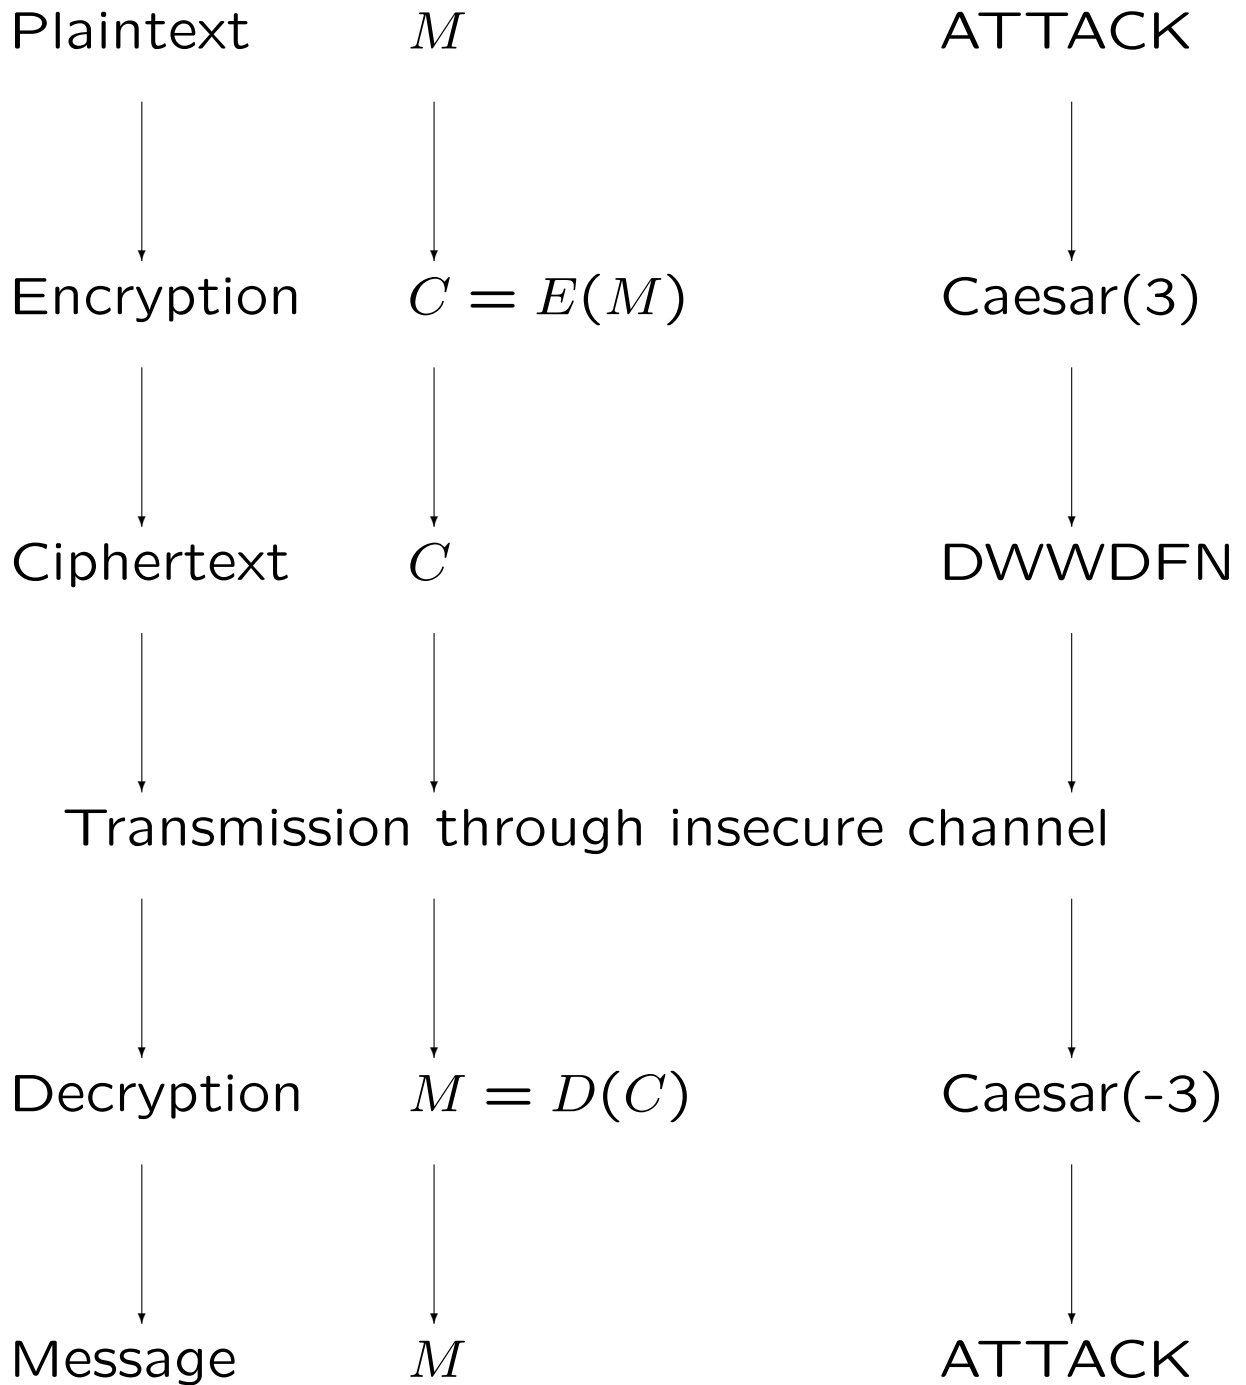 Plaintext M ATTACK
Encryption C = E(M) Caesar(3)
Ciphertext C DWWDFN
Transmission through insecure channel
Decryption M = D(C) Caesar(-3)
Message M ATTACK